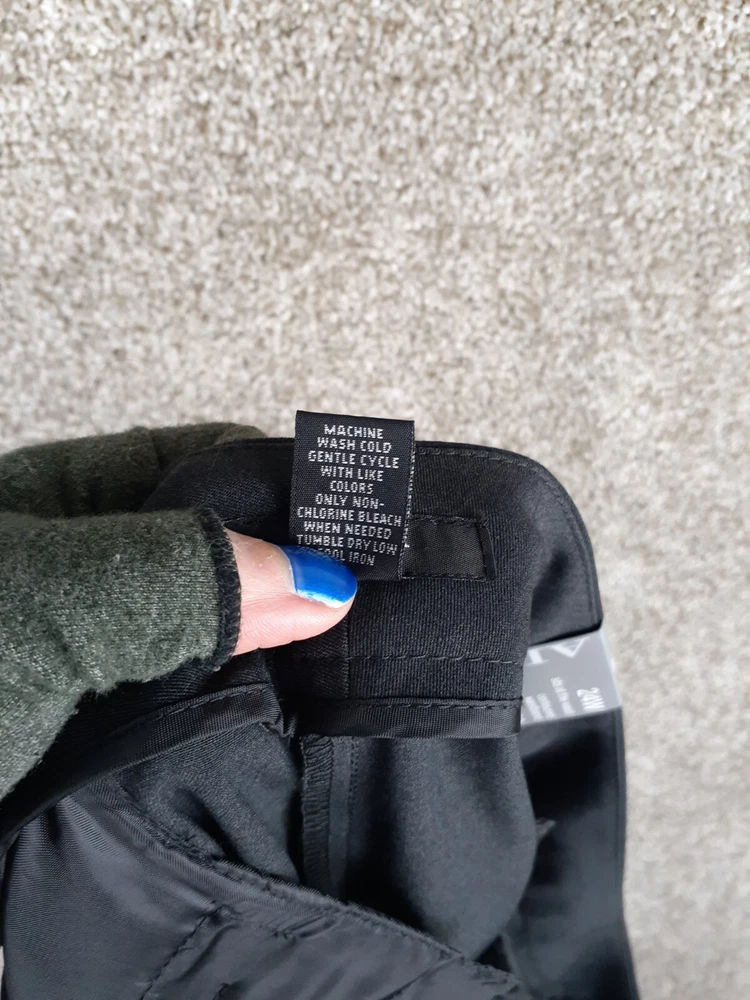 MACHINE
WASH COLD
GENTLE CYCLE
WITH LIKE
COLORS
ONLY NON-
CHLORINE BLEACH
WHEN NEEDED
TUMBLE DRY LOW
COOL IRON
24W